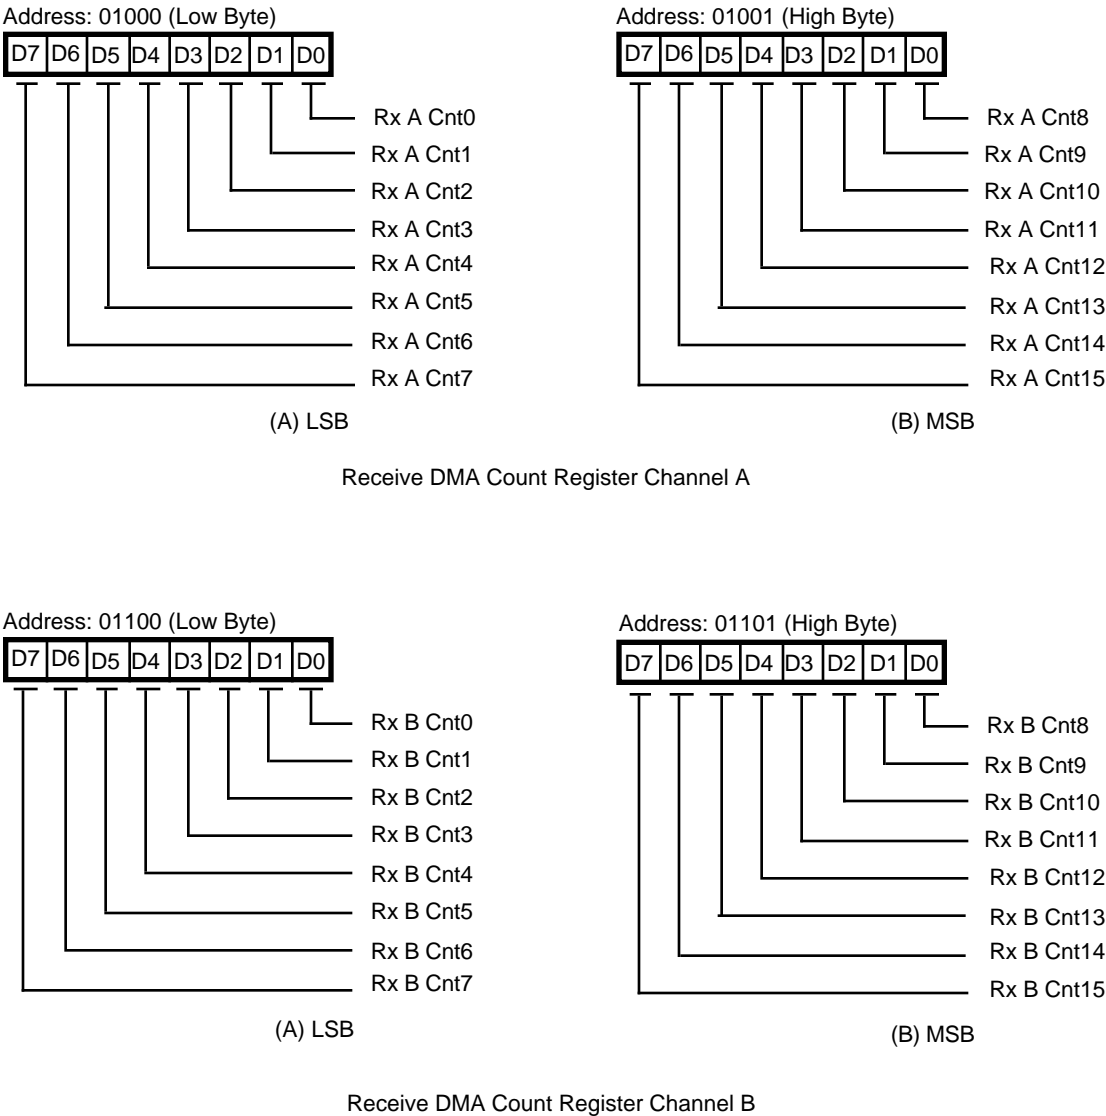 Address: 01000 (Low Byte)
D7 D6 D5 D4 D3 D2 D1 D0
Rx A Cnt0
Rx A Cnt1
Rx A Cnt2
Rx A Cnt3
Rx A Cnt4
Rx A Cnt5
Rx A Cnt6
Rx A Cnt7
(A) LSB
Address: 01001 (High Byte)
D7 D6 D5 D4 D3 D2 D1 D0
Rx A Cnt8
Rx A Cnt9
Rx A Cnt10
Rx A Cnt11
Rx A Cnt12
Rx A Cnt13
Rx A Cnt14
Rx A Cnt15
(B) MSB
Receive DMA Count Register Channel A
Address: 01100 (Low Byte)
D7 D6 D5 D4 D3 D2 D1 D0
Rx B Cnt0
Rx B Cnt1
Rx B Cnt2
Rx B Cnt3
Rx B Cnt4
Rx B Cnt5
Rx B Cnt6
Rx B Cnt7
(A) LSB
Address: 01101 (High Byte)
D7 D6 D5 D4 D3 D2 D1 D0
Rx B Cnt8
Rx B Cnt9
Rx B Cnt10
Rx B Cnt11
Rx B Cnt12
Rx B Cnt13
Rx B Cnt14
Rx B Cnt15
(B) MSB
Receive DMA Count Register Channel B